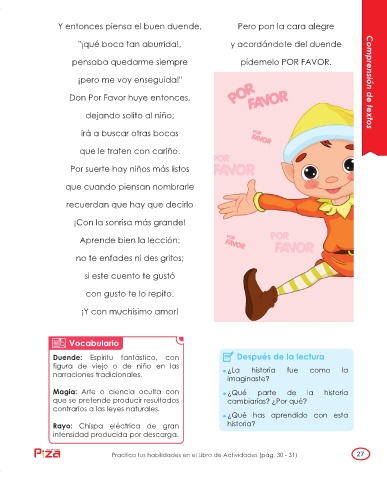 Y entonces piensa el buen duende,
"¡qué boca tan aburrida!,
pensaba quedarme siempre
¡pero me voy enseguida!"
Don Por Favor huye entonces,
dejando solito al niño;
irá a buscar otras bocas
que le traten con cariño.
Por suerte hay niños más listos
que cuando piensan nombrarle
recuerdan que hay que decirlo
¡Con la sonrisa más grande!
Aprende bien la lección:
no te enfades ni des gritos;
si este cuento te gustó
con gusto te lo repito.
¡Y con muchísimo amor!
Pero pon la cara alegre
y acordándote del duende
pídemelo POR FAVOR.
Comprensión de textos
POR
FAVOR
POR
FAVOR
POR
FAVOR
POR
FAVOR
POR
FAVOR
Vocabulario
Duende: Espíritu fantástico, con
figura de viejo o de niño en las
narraciones tradicionales.
Magia: Arte o ciencia oculta con
que se pretende producir resultados
contrarios a las leyes naturales.
Rayo: Chispa eléctrica de gran
intensidad producida por descarga.
Después de la lectura
¿La historia fue como la
imaginaste?
¿Qué parte de la historia
cambiarías? ¿Por qué?
¿Qué has aprendido con esta
historia?
Practica tus habilidades en el Libro de Actividades (pág. 30 - 31)
27